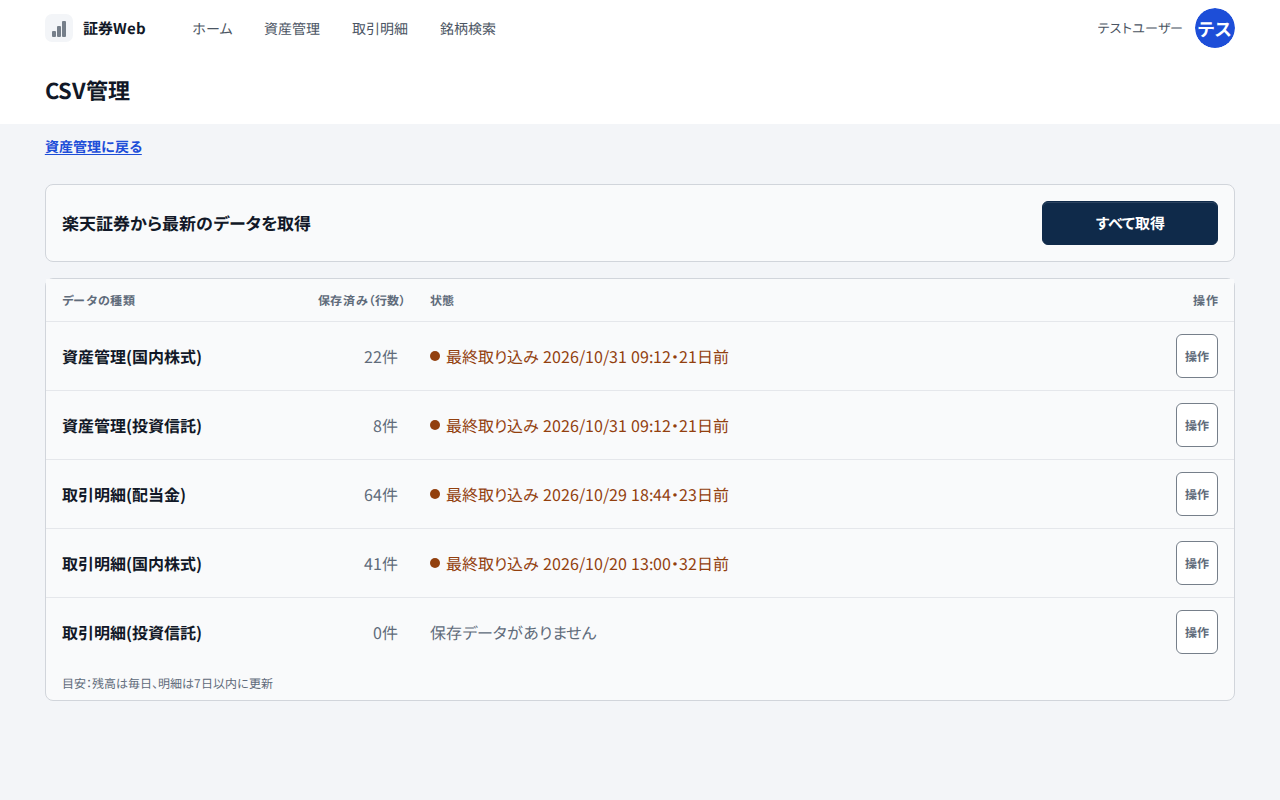 証券Web ホーム 資産管理 取引明細 銘柄検索 テストユーザー テス
CSV管理
資産管理に戻る
楽天証券から最新のデータを取得 すべて取得
データの種類 保存済み（行数） 状態 操作
資産管理(国内株式) 22件 最終取り込み 2026/10/31 09:12・21日前 操作
資産管理(投資信託) 8件 最終取り込み 2026/10/31 09:12・21日前 操作
取引明細(配当金) 64件 最終取り込み 2026/10/29 18:44・23日前 操作
取引明細(国内株式) 41件 最終取り込み 2026/10/20 13:00・32日前 操作
取引明細(投資信託) 0件 保存データがありません 操作
目安：残高は毎日、明細は7日以内に更新